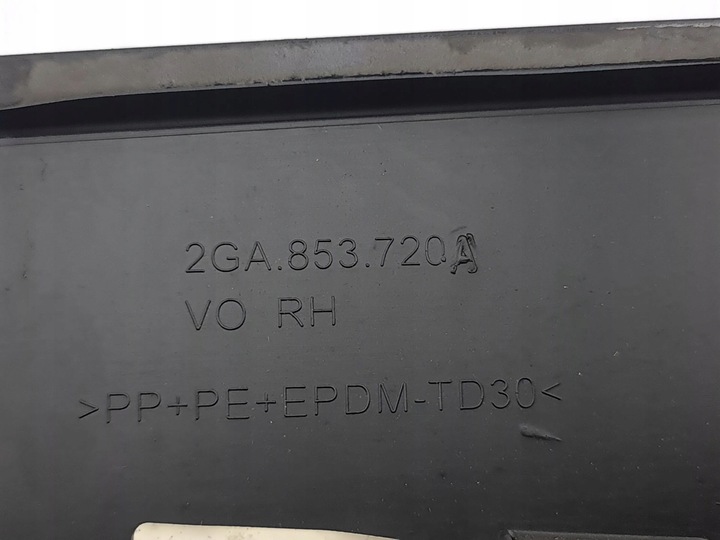 2GA.853.720A
VO RH
>PP+PE+EPDM-TD30<